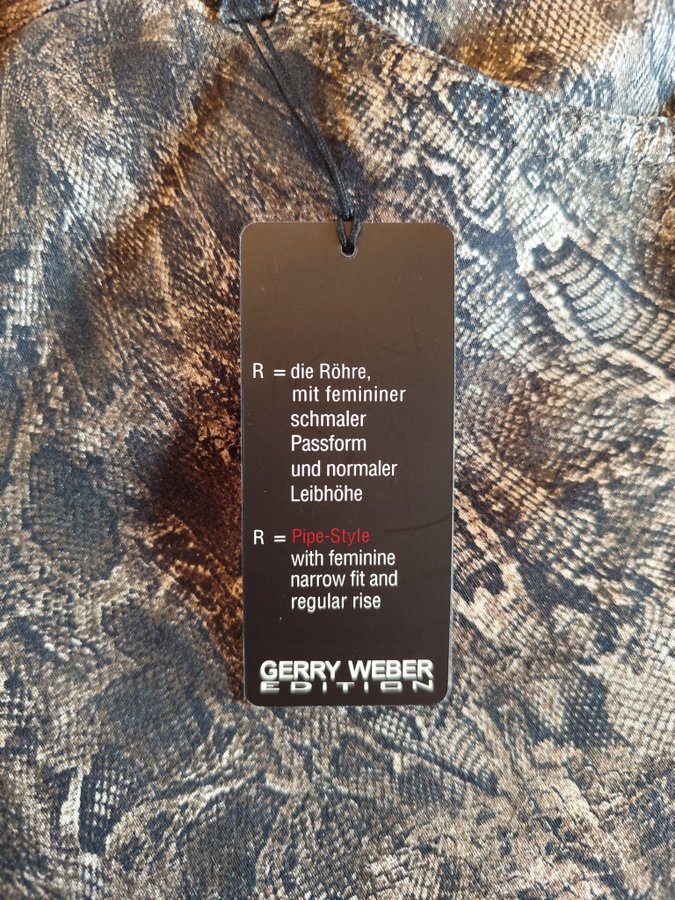 R = die Röhre,
mit femininer
schmaler
Passform
und normaler
Leibhöhe
R = Pipe-Style
with feminine
narrow fit and
regular rise
GERRY WEBER
EDITION